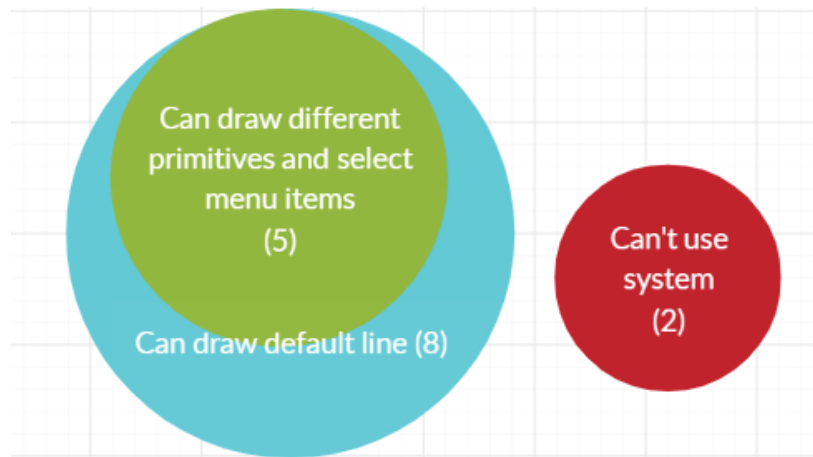 Can draw different
primitives and select
menu items
(5)
Can draw default line (8)
Can't use
system
(2)